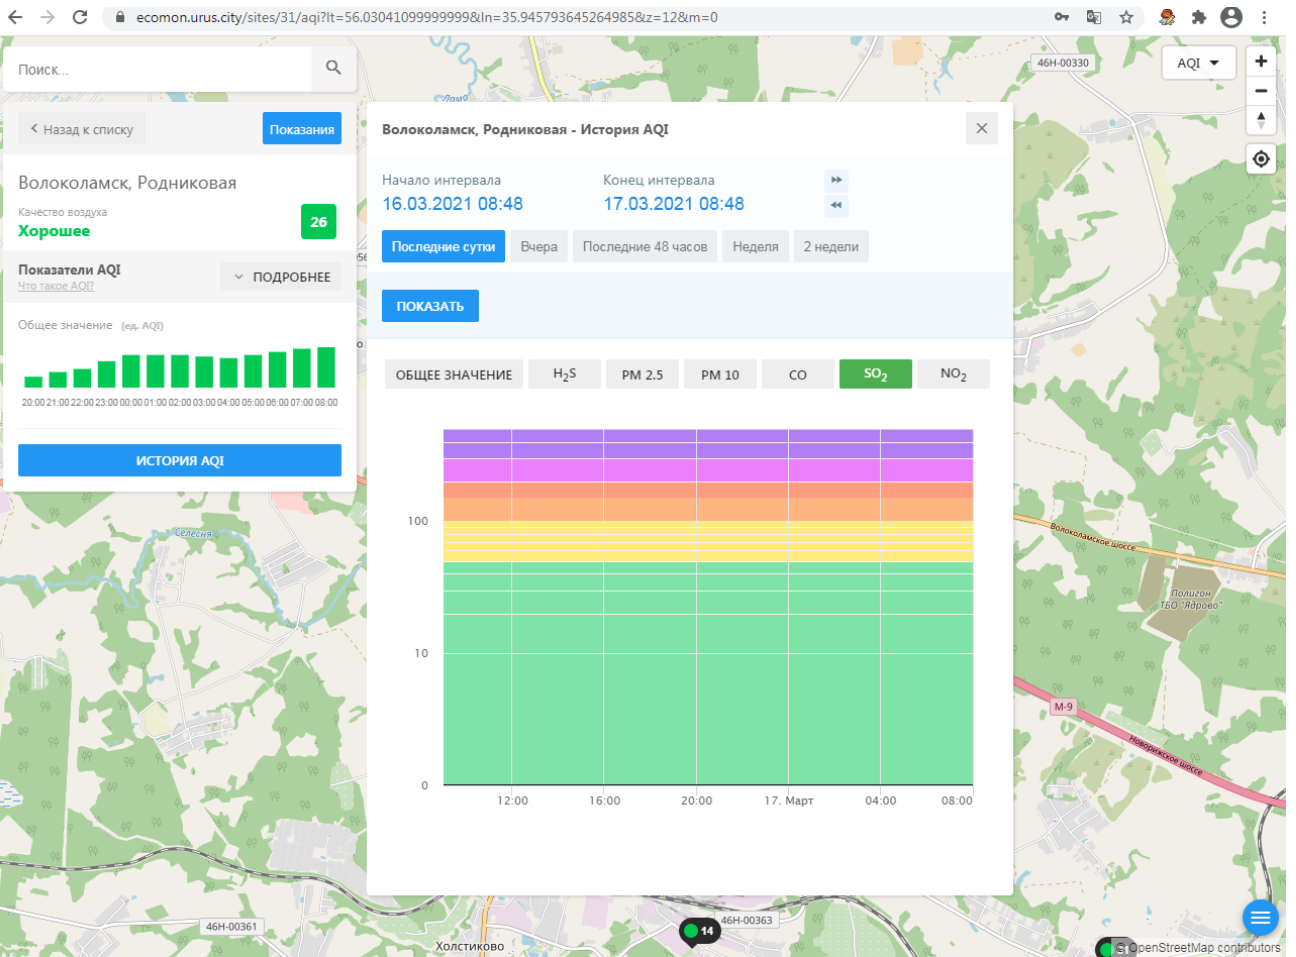 ecomon.urus.city/sites/31/aqi?lt=56.03041099999999&ln=35.945793645264985&z=12&m=0
Поиск...
46Н-00330
AQI
Лама
Назад к списку
Показания
Волоколамск, Родниковая - История AQI
Волоколамск, Родниковая
Качество воздуха
Хорошее
26
Начало интервала
Конец интервала
16.03.2021 08:48
17.03.2021 08:48
Последние сутки
Вчера
Последние 48 часов
Неделя
2 недели
Показатели AQI
Что такое AQI?
ПОДРОБНЕЕ
ПОКАЗАТЬ
Общее значение (ед. AQI)
20:00 21:00 22:00 23:00 00:00 01:00 02:00 03:00 04:00 05:00 06:00 07:00 08:00
ИСТОРИЯ AQI
ОБЩЕЕ ЗНАЧЕНИЕ
H2S
PM 2.5
PM 10
CO
SO2
NO2
100
10
0
12:00
16:00
20:00
17. Март
04:00
08:00
Селесня
Волоколамское шоссе
Полигон
ТБО "Ядрово"
М-9
Новорижское шоссе
46Н-00361
46Н-00363
14
Холстиково
OpenStreetMap contributors